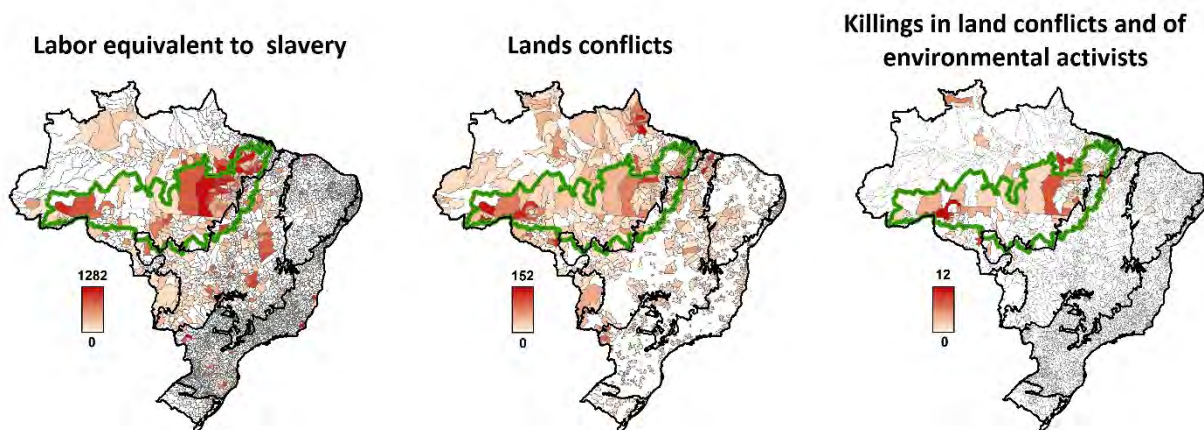 Labor equivalent to slavery
1282
0
Lands conflicts
152
0
Killings in land conflicts and of
environmental activists
12
0